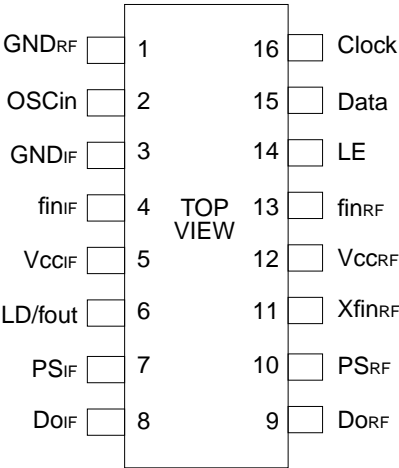 GNDRF 1 16 Clock
OSCin 2 15 Data
GNDIF 3 14 LE
finIF 4 TOP 13 finRF
VIEW
VccIF 5 12 VccRF
LD/fout 6 11 XfinRF
PSIF 7 10 PSRF
DoIF 8 9 DoRF